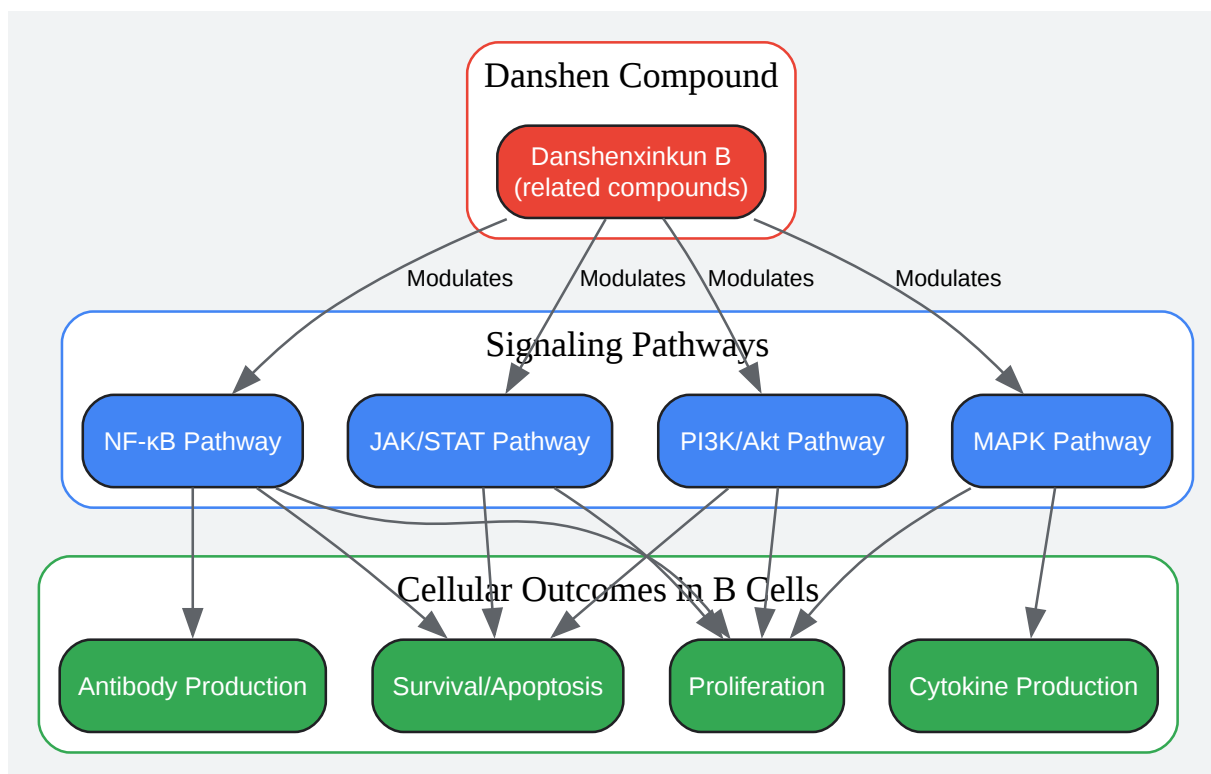 Danshen Compound
Danshenxinkun B
(related compounds)
Modulates
Modulates
Modulates
Modulates
Signaling Pathways
NF-κB Pathway
JAK/STAT Pathway
PI3K/Akt Pathway
MAPK Pathway
Cellular Outcomes in B Cells
Antibody Production
Survival/Apoptosis
Proliferation
Cytokine Production